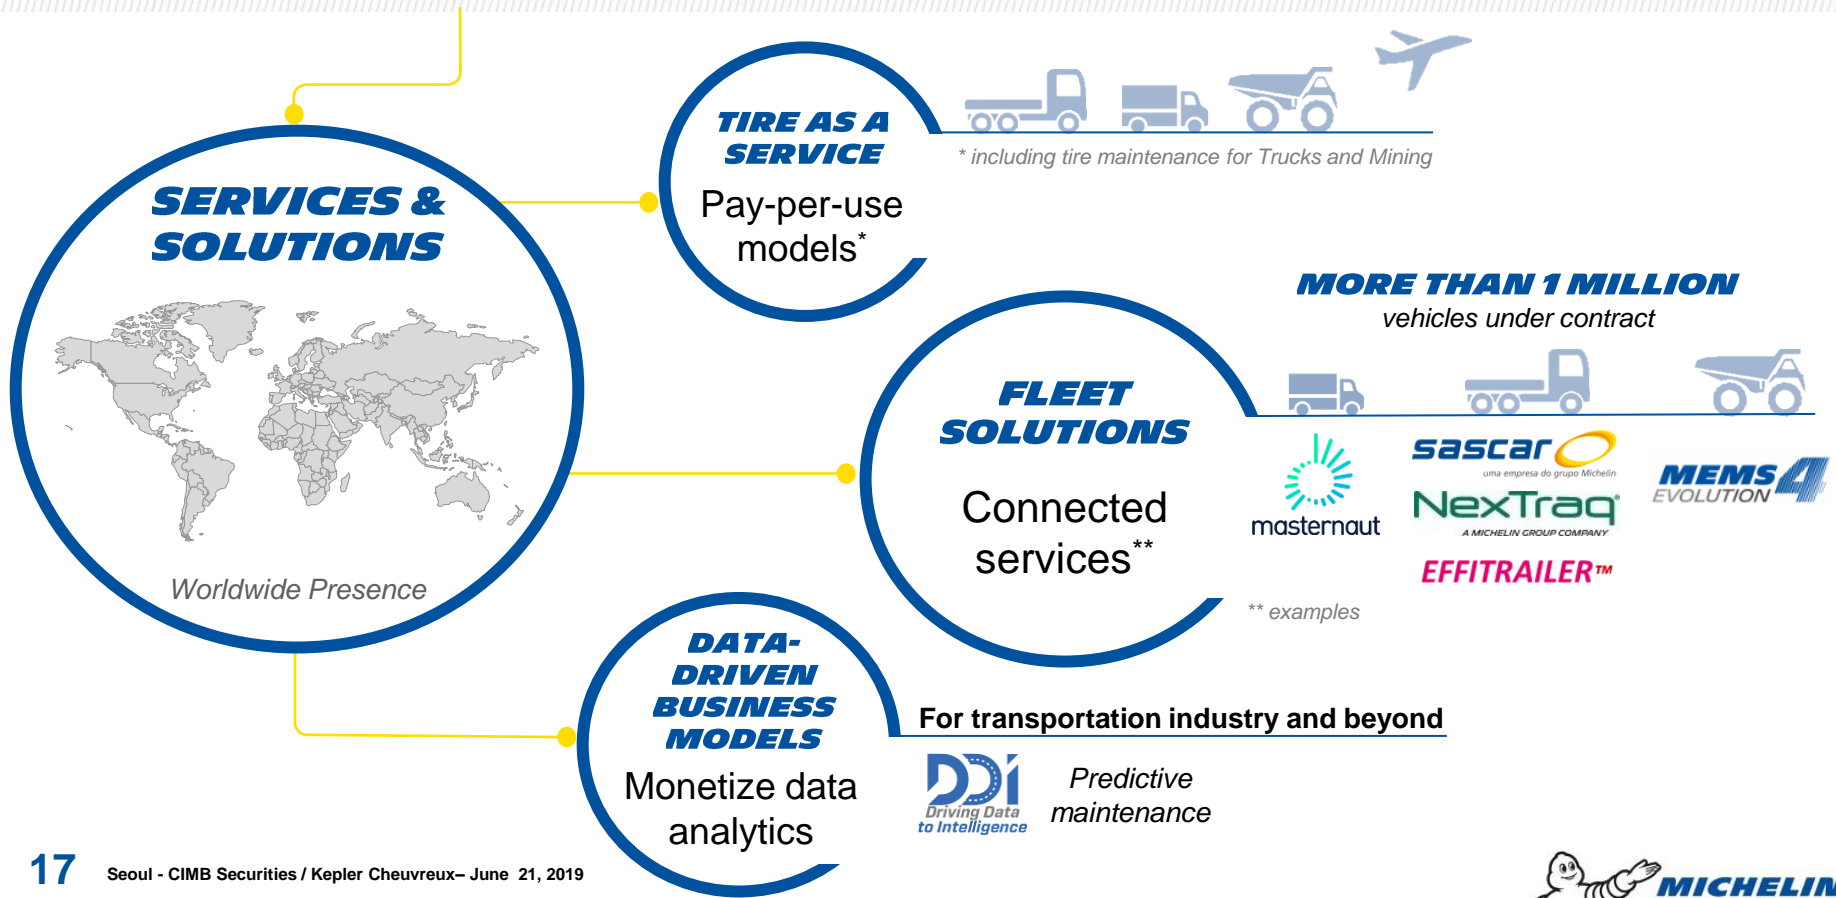 SERVICES &
SOLUTIONS
Worldwide Presence
TIRE AS A
SERVICE
Pay-per-use
models*
* including tire maintenance for Trucks and Mining
FLEET
SOLUTIONS
Connected
services**
MORE THAN 1 MILLION
vehicles under contract
masternaut
sascar
uma empresa do grupo Michelin
NexTraq®
A MICHELIN GROUP COMPANY
EFFITRAILER™
MEMS4
EVOLUTION
** examples
DATA-
DRIVEN
BUSINESS
MODELS
Monetize data
analytics
For transportation industry and beyond
DDi
Driving Data
to Intelligence
Predictive
maintenance
17
Seoul - CIMB Securities / Kepler Cheuvreux– June 21, 2019
MICHELIN